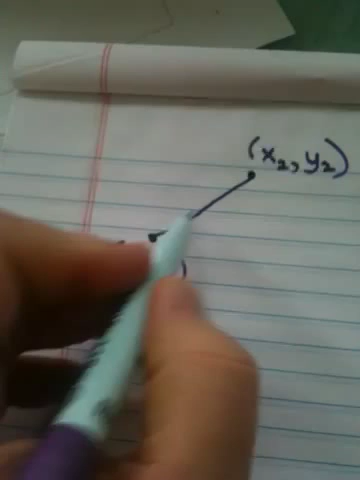 (x₂, y₂)